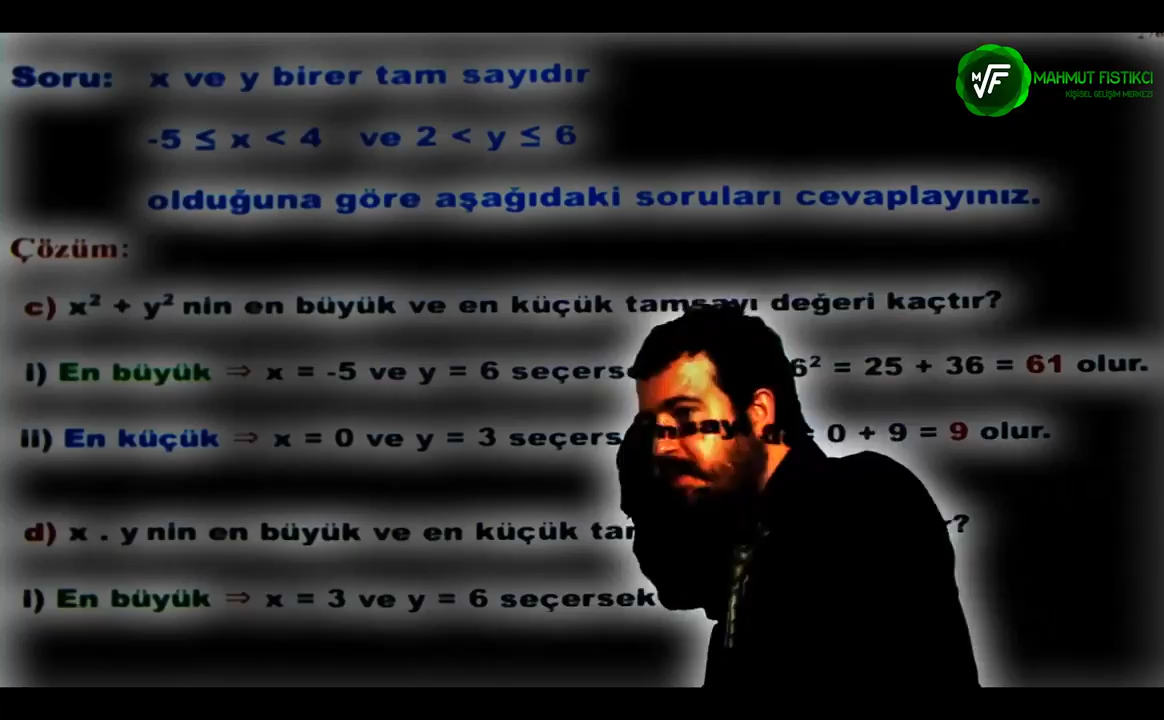 MAHMUT FISTIKCI
KİŞİSEL GELİŞİM MERKEZİ
Soru: x ve y birer tam sayıdır
-5 ≤ x < 4 ve 2 < y ≤ 6
olduğuna göre aşağıdaki soruları cevaplayınız.
Çözüm:
c) x² + y² nin en büyük ve en küçük tamsayı değeri kaçtır?
i) En büyük ⇒ x = -5 ve y = 6 6² = 25 + 36 = 61 olur.
ii) En küçük ⇒ x = 0 ve y = 3 0 + 9 = 9 olur.
d) x . y nin en büyük ve en küçük
i) En büyük ⇒ x = 3 ve y = 6 seçersek